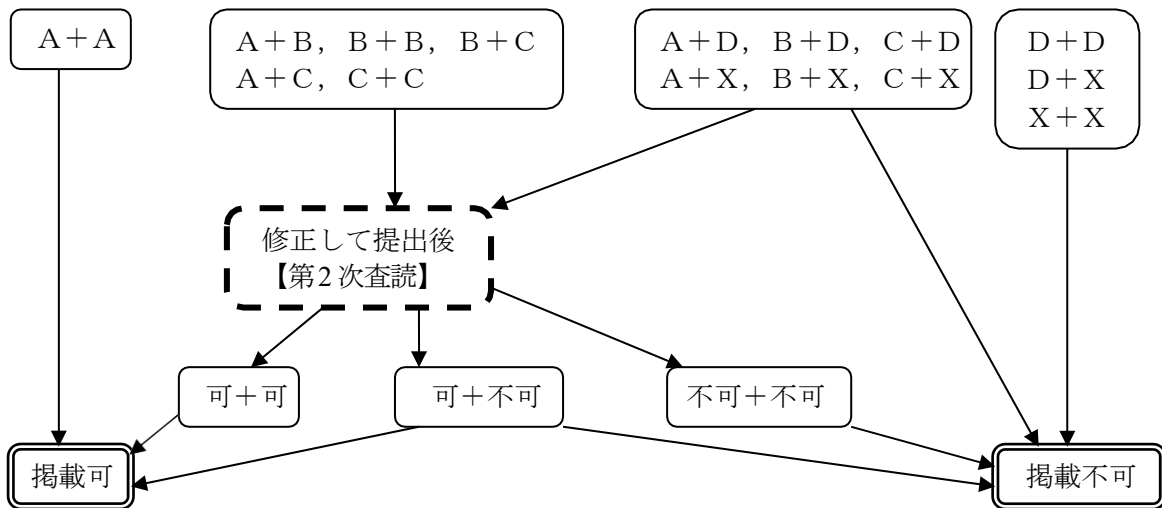 A+A
A+B，B+B，B+C
A+C，C+C
A+D，B+D，C+D
A+X，B+X，C+X
D+D
D+X
X+X
修正して提出後
【第2次査読】
可+可
可+不可
不可+不可
掲載可
掲載不可